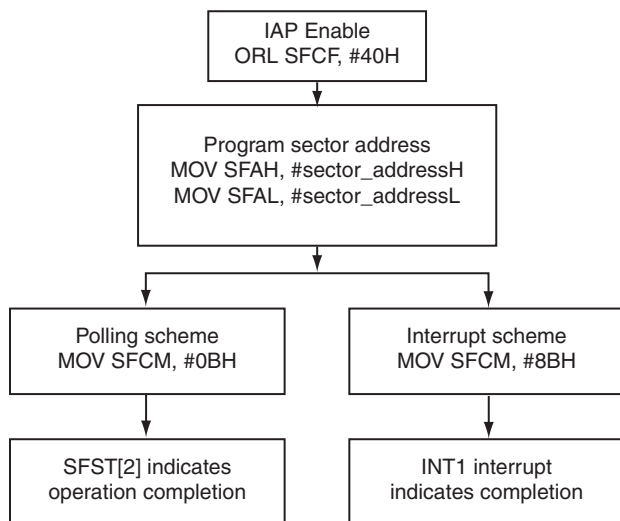 IAP Enable
ORL SFCF, #40H
Program sector address
MOV SFAH, #sector_addressH
MOV SFAL, #sector_addressL
Polling scheme
MOV SFCM, #0BH
Interrupt scheme
MOV SFCM, #8BH
SFST[2] indicates
operation completion
INT1 interrupt
indicates completion